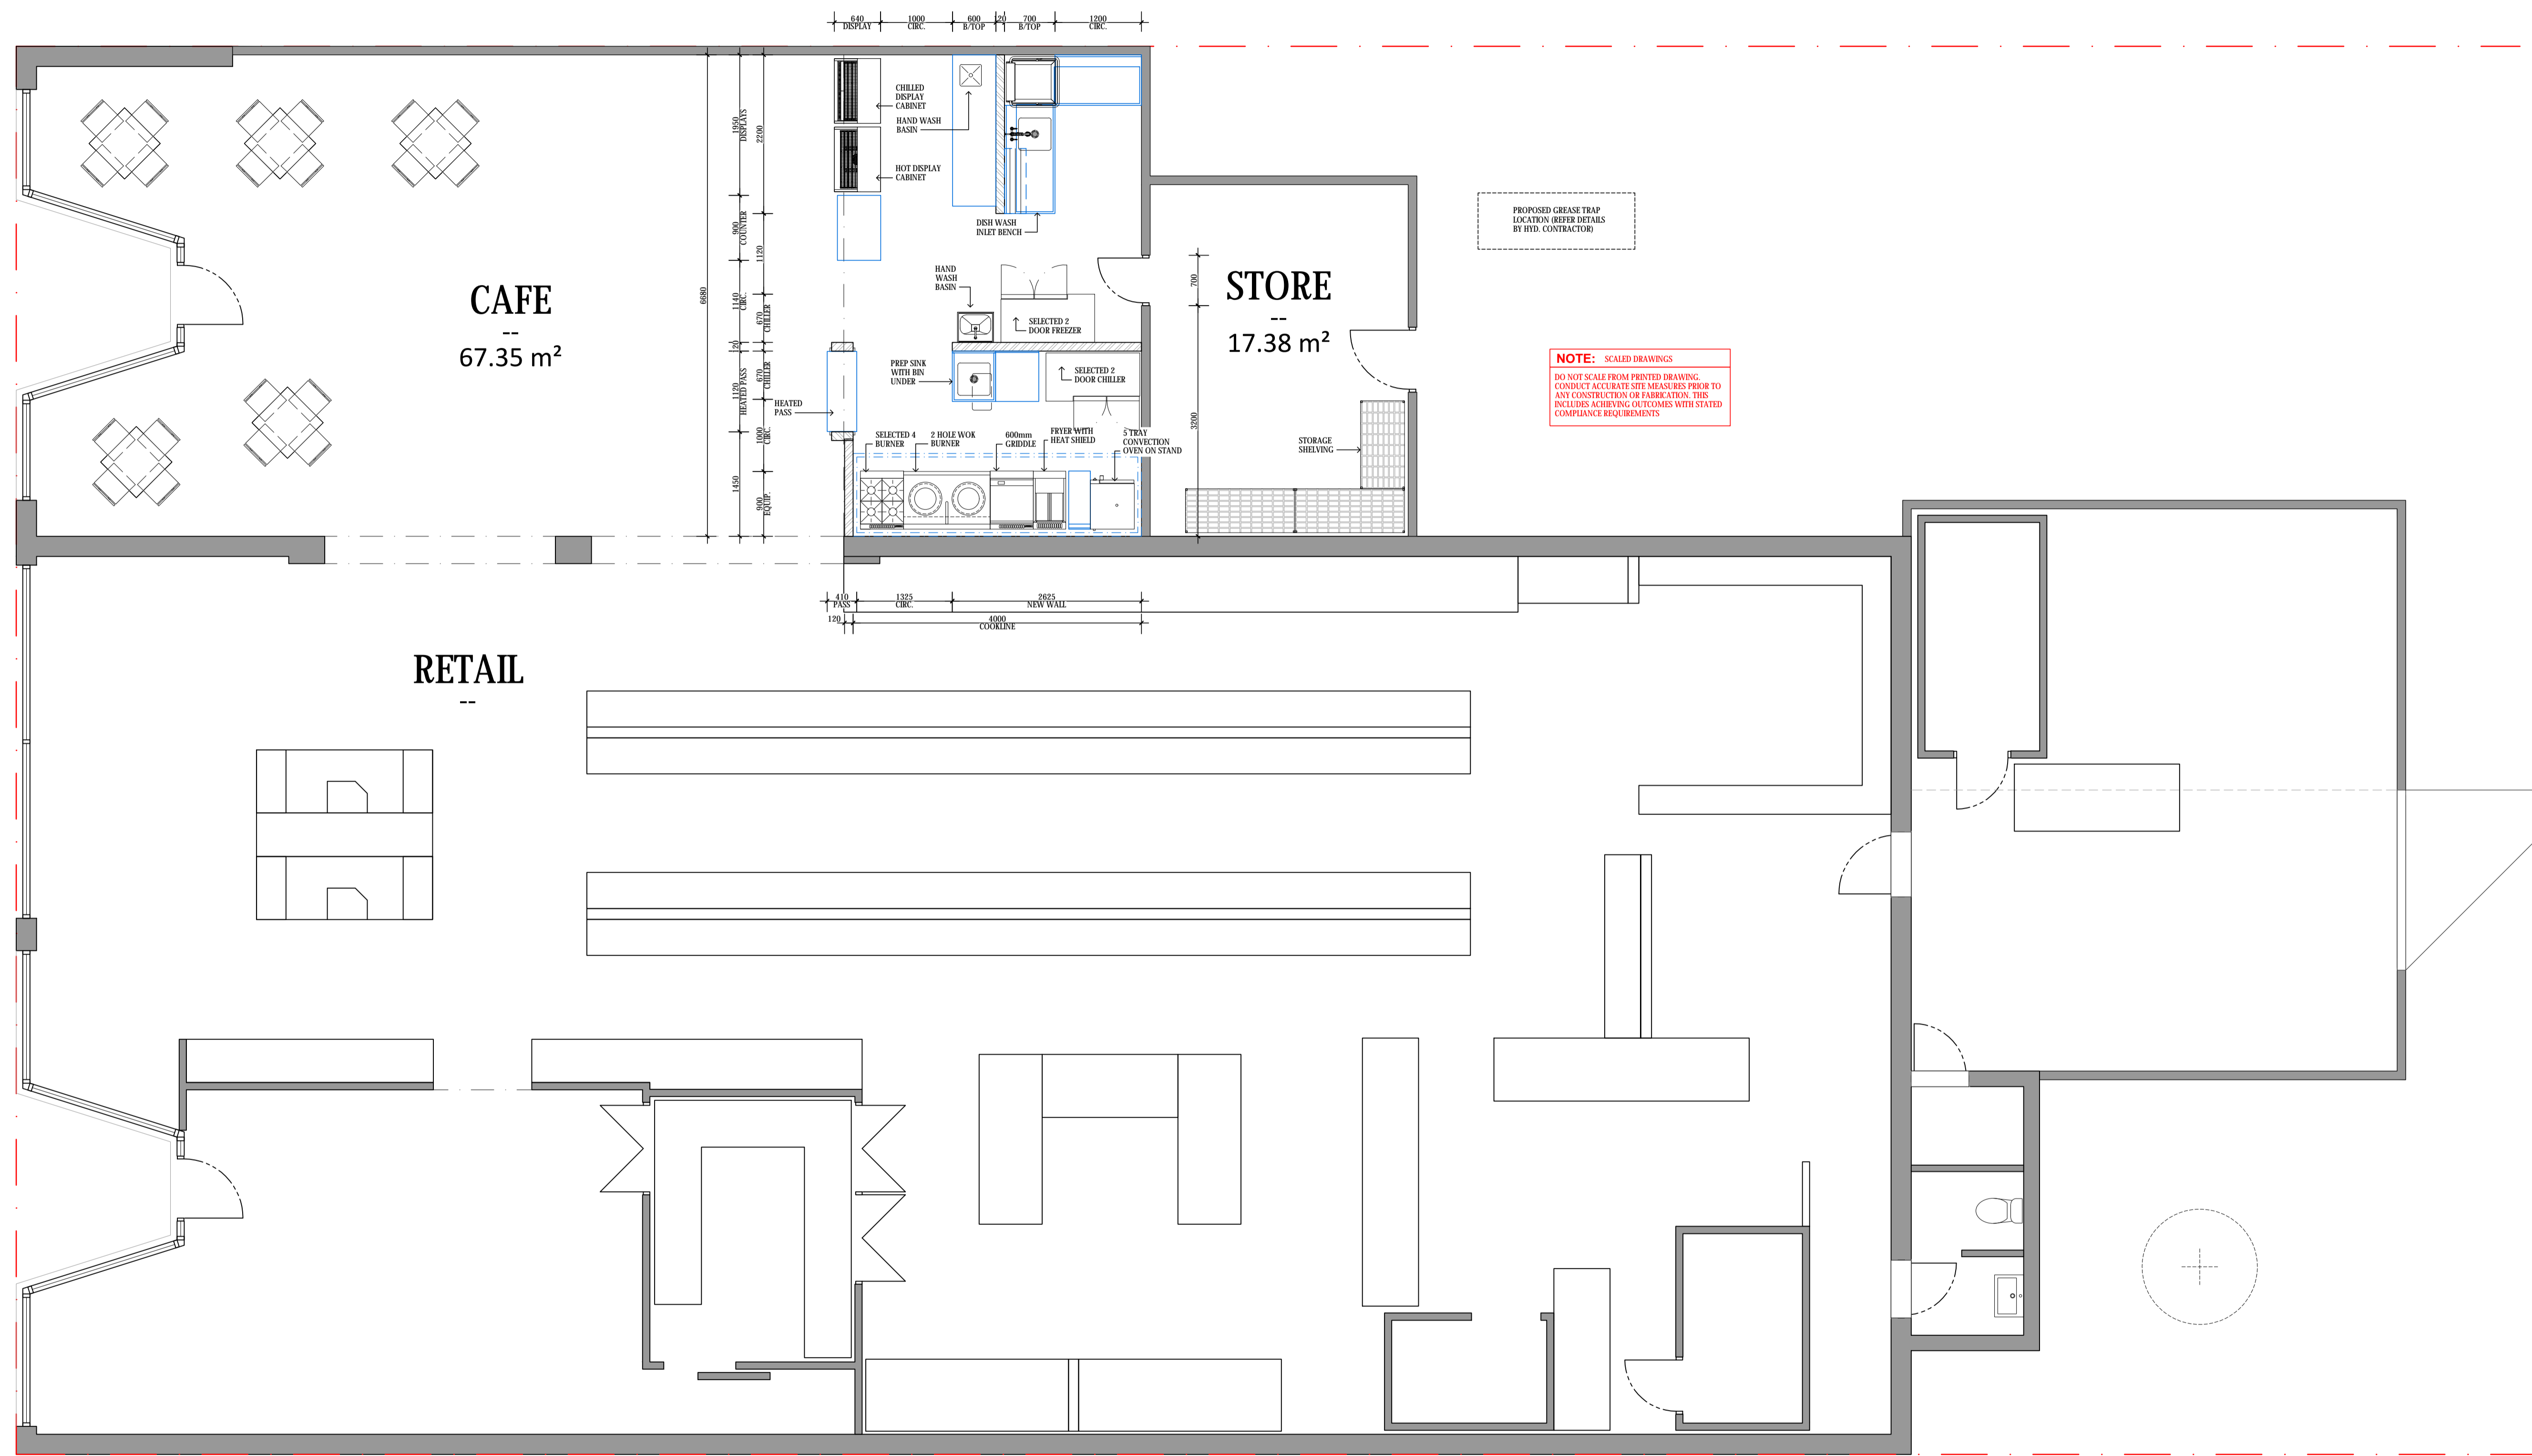 640
DISPLAY
1000
CIRC.
600
B/TOP
120
700
B/TOP
1200
CIRC.
CHILLED
DISPLAY
CABINET
HAND WASH
BASIN
HOT DISPLAY
CABINET
DISH WASH
INLET BENCH
1950
DISPLAYS
2200
900
COUNTER
1120
6680
1140
CIRC.
670
CHILLER
120
1120
HEATED PASS
670
CHILLER
1000
CIRC.
1450
900
EQUIP.
CAFE
--
67.35 m²
HAND
WASH
BASIN
SELECTED 2
DOOR FREEZER
PREP SINK
WITH BIN
UNDER
SELECTED 2
DOOR CHILLER
HEATED
PASS
SELECTED 4
BURNER
2 HOLE WOK
BURNER
600mm
GRIDDLE
FRYER WITH
HEAT SHIELD
5 TRAY
CONVECTION
OVEN ON STAND
STORE
--
17.38 m²
700
3200
STORAGE
SHELVING
PROPOSED GREASE TRAP
LOCATION (REFER DETAILS
BY HYD. CONTRACTOR)
NOTE: SCALED DRAWINGS
DO NOT SCALE FROM PRINTED DRAWING.
CONDUCT ACCURATE SITE MEASURES PRIOR TO
ANY CONSTRUCTION OR FABRICATION. THIS
INCLUDES ACHIEVING OUTCOMES WITH STATED
COMPLIANCE REQUIREMENTS
410
PASS
1325
CIRC.
2625
NEW WALL
120
4000
COOKLINE
RETAIL
--